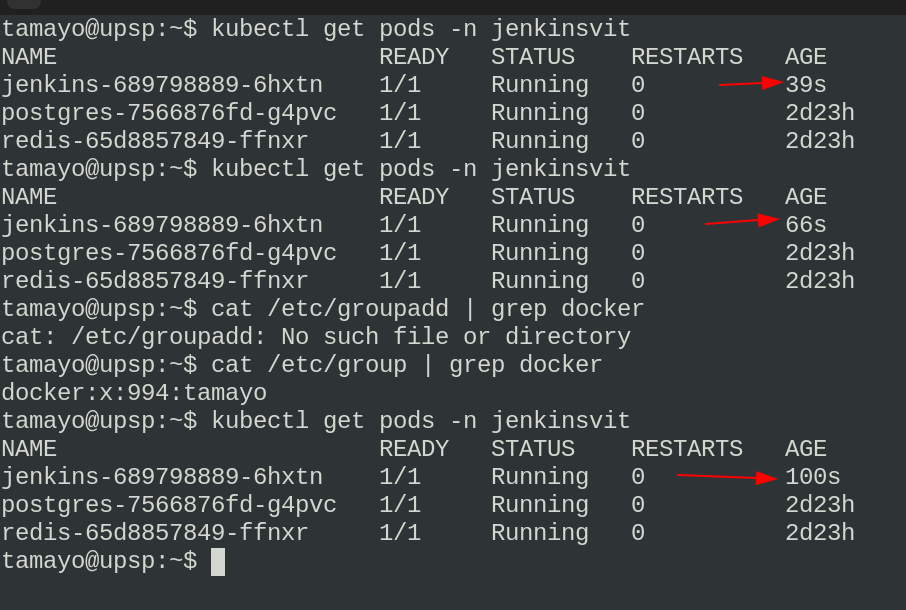 tamayo@upsp:~$ kubectl get pods -n jenkinsvit
NAME                       READY   STATUS    RESTARTS   AGE
jenkins-689798889-6hxtn    1/1     Running   0          39s
postgres-7566876fd-g4pvc   1/1     Running   0          2d23h
redis-65d8857849-ffnxr     1/1     Running   0          2d23h
tamayo@upsp:~$ kubectl get pods -n jenkinsvit
NAME                       READY   STATUS    RESTARTS   AGE
jenkins-689798889-6hxtn    1/1     Running   0          66s
postgres-7566876fd-g4pvc   1/1     Running   0          2d23h
redis-65d8857849-ffnxr     1/1     Running   0          2d23h
tamayo@upsp:~$ cat /etc/groupadd | grep docker
cat: /etc/groupadd: No such file or directory
tamayo@upsp:~$ cat /etc/group | grep docker
docker:x:994:tamayo
tamayo@upsp:~$ kubectl get pods -n jenkinsvit
NAME                       READY   STATUS    RESTARTS   AGE
jenkins-689798889-6hxtn    1/1     Running   0          100s
postgres-7566876fd-g4pvc   1/1     Running   0          2d23h
redis-65d8857849-ffnxr     1/1     Running   0          2d23h
tamayo@upsp:~$